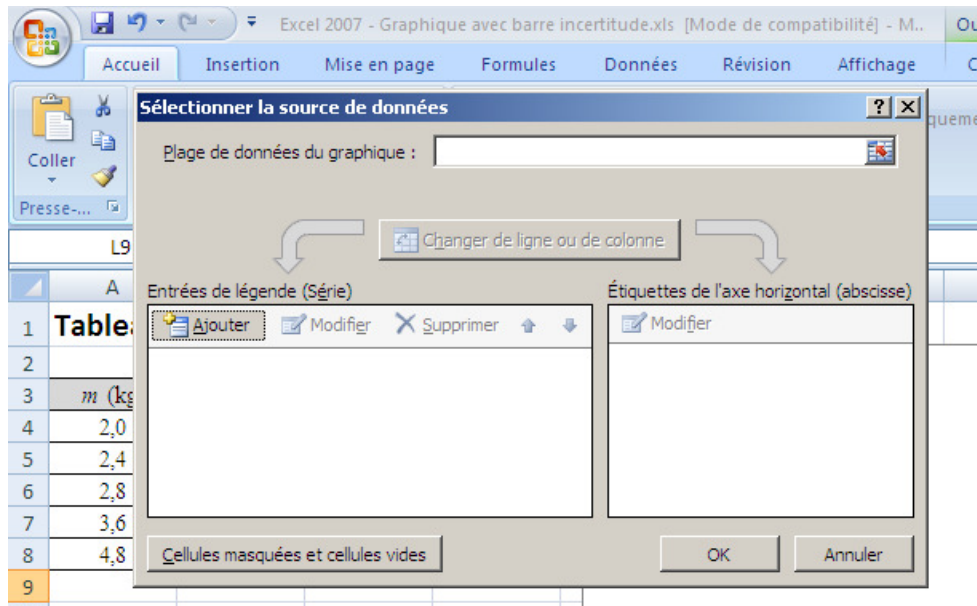 Excel 2007 - Graphique avec barre incertitude.xls [Mode de compatibilité] - M..
Accueil Insertion Mise en page Formules Données Révision Affichage
Sélectionner la source de données
Plage de données du graphique :
Coller
Presse-...
Changer de ligne ou de colonne
L9
A
Entrées de légende (Série) Étiquettes de l'axe horizontal (abscisse)
1
Ajouter Modifier Supprimer Modifier
2
3 m (kg
4 2,0
5 2,4
6 2,8
7 3,6
8 4,8
Cellules masquées et cellules vides OK Annuler
9